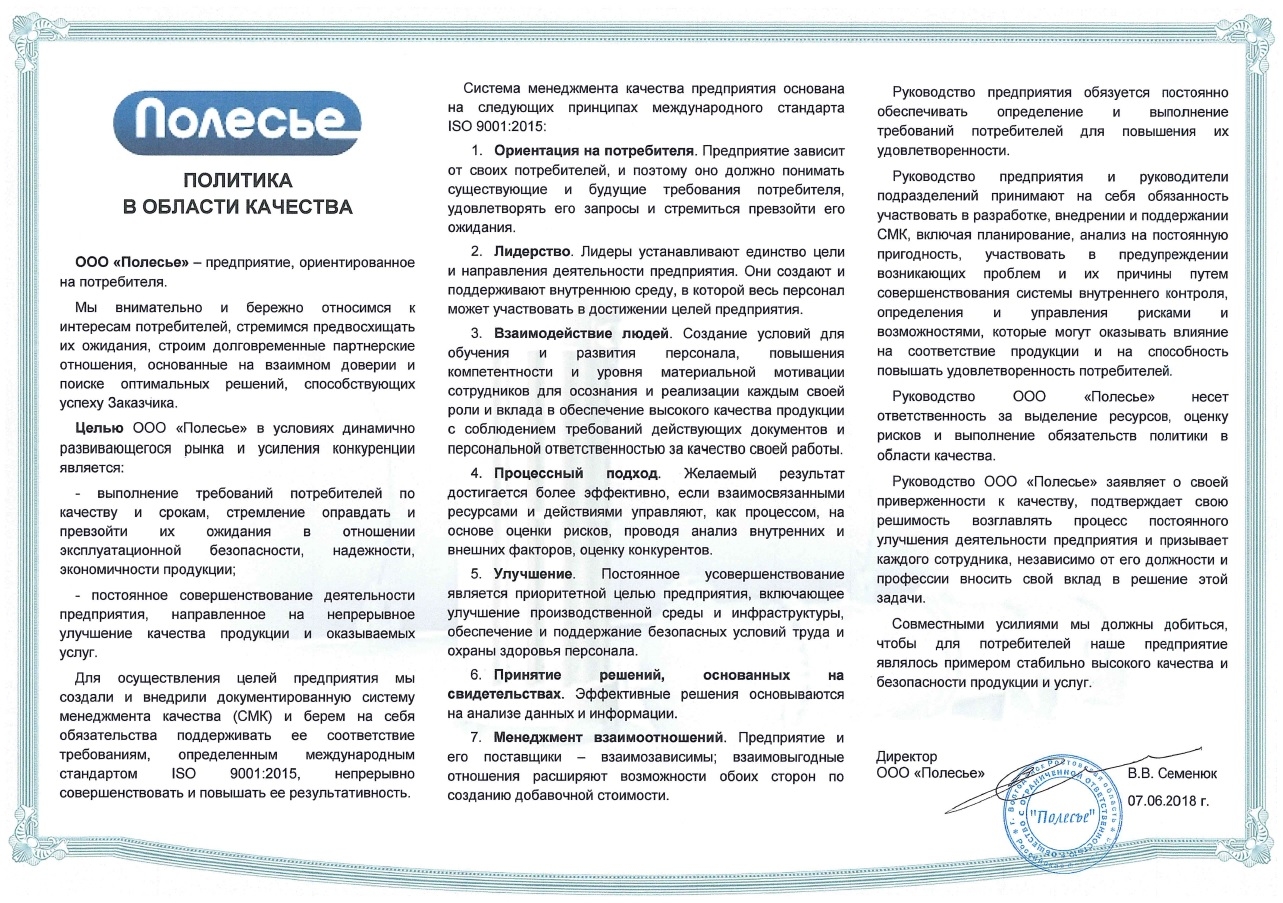 Полесье
ПОЛИТИКА
В ОБЛАСТИ КАЧЕСТВА
ООО «Полесье» – предприятие, ориентированное
на потребителя.
Мы внимательно и бережно относимся к
интересам потребителей, стремимся предвосхищать
их ожидания, строим долговременные партнерские
отношения, основанные на взаимном доверии и
поиске оптимальных решений, способствующих
успеху Заказчика.
Целью ООО «Полесье» в условиях динамично
развивающегося рынка и усиления конкуренции
является:
- выполнение требований потребителей по
качеству и срокам, стремление оправдать и
превзойти их ожидания в отношении
эксплуатационной безопасности, надежности,
экономичности продукции;
- постоянное совершенствование деятельности
предприятия, направленное на непрерывное
улучшение качества продукции и оказываемых
услуг.
Для осуществления целей предприятия мы
создали и внедрили документированную систему
менеджмента качества (СМК) и берем на себя
обязательства поддерживать ее соответствие
требованиям, определенным международным
стандартом ISO 9001:2015, непрерывно
совершенствовать и повышать ее результативность.
Система менеджмента качества предприятия основана
на следующих принципах международного стандарта
ISO 9001:2015:
1. Ориентация на потребителя. Предприятие зависит
от своих потребителей, и поэтому оно должно понимать
существующие и будущие требования потребителя,
удовлетворять его запросы и стремиться превзойти его
ожидания.
2. Лидерство. Лидеры устанавливают единство цели
и направления деятельности предприятия. Они создают и
поддерживают внутреннюю среду, в которой весь персонал
может участвовать в достижении целей предприятия.
3. Взаимодействие людей. Создание условий для
обучения и развития персонала, повышения
компетентности и уровня материальной мотивации
сотрудников для осознания и реализации каждым своей
роли и вклада в обеспечение высокого качества продукции
с соблюдением требований действующих документов и
персональной ответственностью за качество своей работы.
4. Процессный подход. Желаемый результат
достигается более эффективно, если взаимосвязанными
ресурсами и действиями управляют, как процессом, на
основе оценки рисков, проводя анализ внутренних и
внешних факторов, оценку конкурентов.
5. Улучшение. Постоянное усовершенствование
является приоритетной целью предприятия, включающее
улучшение производственной среды и инфраструктуры,
обеспечение и поддержание безопасных условий труда и
охраны здоровья персонала.
6. Принятие решений, основанных на
свидетельствах. Эффективные решения основываются
на анализе данных и информации.
7. Менеджмент взаимоотношений. Предприятие и
его поставщики – взаимозависимы; взаимовыгодные
отношения расширяют возможности обоих сторон по
созданию добавочной стоимости.
Руководство предприятия обязуется постоянно
обеспечивать определение и выполнение
требований потребителей для повышения их
удовлетворенности.
Руководство предприятия и руководители
подразделений принимают на себя обязанность
участвовать в разработке, внедрении и поддержании
СМК, включая планирование, анализ на постоянную
пригодность, участвовать в предупреждении
возникающих проблем и их причины путем
совершенствования системы внутреннего контроля,
определения и управления рисками и
возможностями, которые могут оказывать влияние
на соответствие продукции и на способность
повышать удовлетворенность потребителей.
Руководство ООО «Полесье» несет
ответственность за выделение ресурсов, оценку
рисков и выполнение обязательств политики в
области качества.
Руководство ООО «Полесье» заявляет о своей
приверженности к качеству, подтверждает свою
решимость возглавлять процесс постоянного
улучшения деятельности предприятия и призывает
каждого сотрудника, независимо от его должности и
профессии вносить свой вклад в решение этой
задачи.
Совместными усилиями мы должны добиться,
чтобы для потребителей наше предприятие
являлось примером стабильно высокого качества и
безопасности продукции и услуг.
Директор
ООО «Полесье»
В.В. Семенюк
07.06.2018 г.
"Полесье"